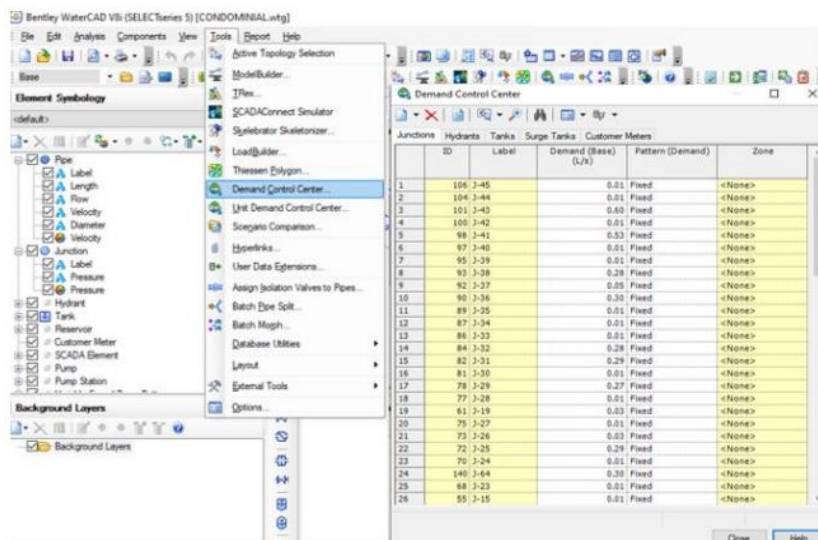 Bentley WaterCAD V8i (SELECTseries 5) [CONDOMINIAL.wtg]
File Edit Analysis Components View Tools Report Help
Base
Element Symbology
<default>
Pipe
Label
Length
Flow
Velocity
Diameter
Velocity
Junction
Label
Pressure
Pressure
Hydrant
Tank
Reservoir
Customer Meter
SCADA Element
Pump
Pump Station
Background Layers
Background Layers
Active Topology Selection
ModelBuilder...
TRex...
SCADAConnect Simulator
Skelebrator Skeletonizer...
LoadBuilder...
Thiessen Polygon...
Demand Control Center...
Unit Demand Control Center...
Scenario Comparison...
Hyperlinks...
User Data Extensions...
Assign Isolation Valves to Pipes...
Batch Pipe Split...
Batch Morph...
Database Utilities
Layout
External Tools
Options...
Demand Control Center
Junctions Hydrants Tanks Surge Tanks Customer Meters
ID Label Demand (Base) (L/s) Pattern (Demand) Zone
1 106 J-45 0.01 Fixed <None>
2 104 J-44 0.01 Fixed <None>
3 101 J-43 0.60 Fixed <None>
4 100 J-42 0.01 Fixed <None>
5 98 J-41 0.53 Fixed <None>
6 97 J-40 0.01 Fixed <None>
7 95 J-39 0.01 Fixed <None>
8 93 J-38 0.28 Fixed <None>
9 92 J-37 0.05 Fixed <None>
10 90 J-36 0.30 Fixed <None>
11 89 J-35 0.01 Fixed <None>
12 87 J-34 0.01 Fixed <None>
13 86 J-33 0.01 Fixed <None>
14 84 J-32 0.28 Fixed <None>
15 82 J-31 0.29 Fixed <None>
16 81 J-30 0.01 Fixed <None>
17 78 J-29 0.27 Fixed <None>
18 77 J-28 0.01 Fixed <None>
19 61 J-19 0.03 Fixed <None>
20 75 J-27 0.01 Fixed <None>
21 73 J-26 0.03 Fixed <None>
22 72 J-25 0.29 Fixed <None>
23 70 J-24 0.01 Fixed <None>
24 140 J-64 0.30 Fixed <None>
25 68 J-23 0.01 Fixed <None>
26 55 J-15 0.01 Fixed <None>
Close Help